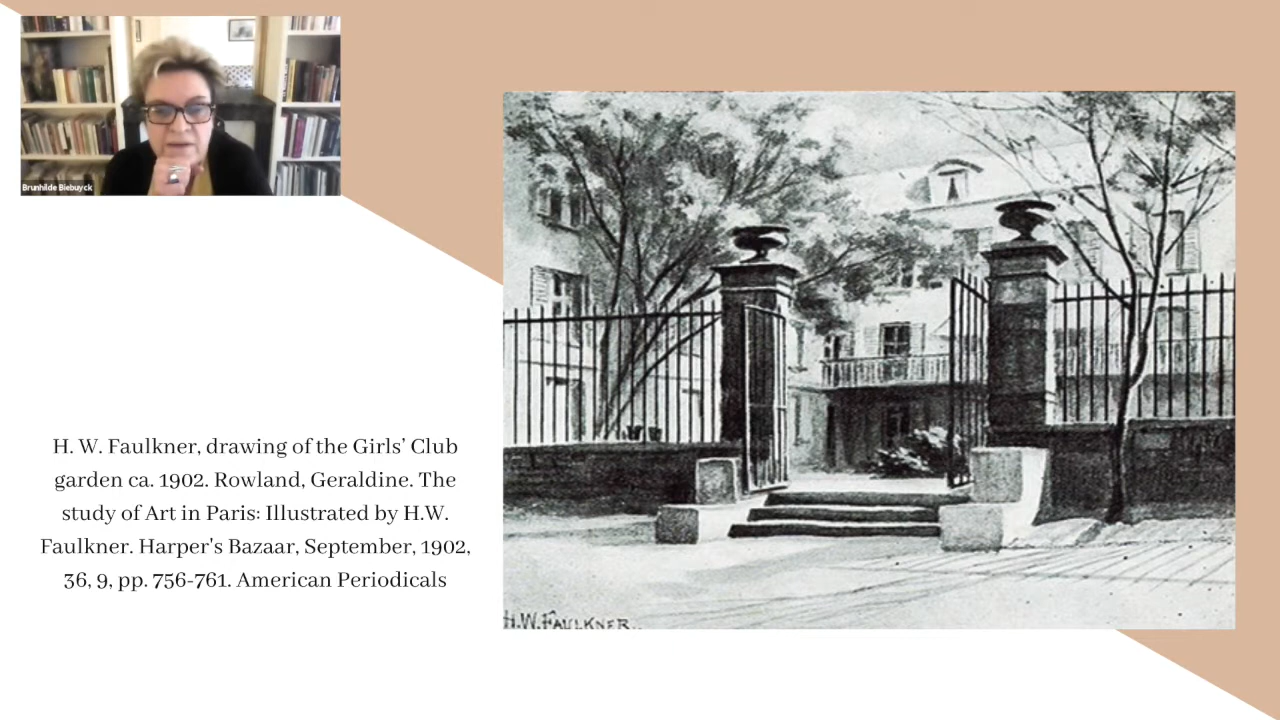 Brunhilde Biebuyck
H. W. Faulkner, drawing of the Girls’ Club
garden ca. 1902. Rowland, Geraldine. The
study of Art in Paris: Illustrated by H.W.
Faulkner. Harper's Bazaar, September, 1902,
36, 9, pp. 756-761. American Periodicals
H.W. FAULKNER..